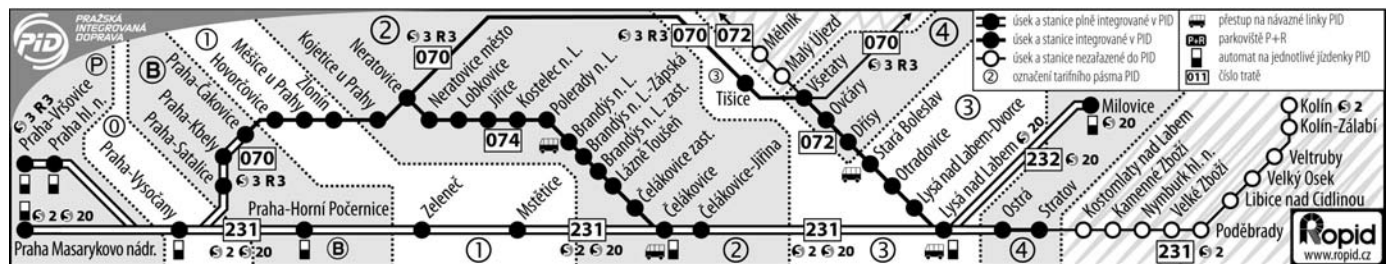 PRAŽSKÁ
INTEGROVANÁ
DOPRAVA
PID
P
0
B
1
2
Ⓢ 3 R3
Praha-Vršovice
Praha hl. n.
Ⓢ 2 Ⓢ 20
Praha Masarykovo nádr.
Praha-Vysočany
Praha-Satalice
Praha-Kbely
Praha-Čakovice
Hovorčovice
Měšice u Prahy
Zlonín
Kojetice u Prahy
Neratovice
070
Ⓢ 3 R3
070
Ⓢ 3 R3
Neratovice město
Lobkovice
Jiřice
Kostelec n. L.
Polerady n. L.
Brandýs n. L.
Brandýs n. L.-Zápská
Brandýs n. L. zast.
Lázně Toušeň
Čelákovice zast.
Čelákovice
Čelákovice-Jiřina
074
231
Ⓢ 2 Ⓢ 20
Praha-Horní Počernice
B
Zeleneč
1
Mstětice
231
Ⓢ 2 Ⓢ 20
2
231
Ⓢ 2 Ⓢ 20
3
Ⓢ 3 R3
070
072
3
Tišice
Mělník
Malý Újezd
Všetaty
070
Ⓢ 3 R3
4
Ovčáry
Dřísy
Stará Boleslav
Otradovice
Lysá nad Labem-Dvorce
Lysá nad Labem
072
3
Ⓢ 20
232
Ⓢ 20
Milovice
Ⓢ 20
Ostrá
Stratov
4
Kostomlaty nad Labem
Kamenné Zboží
Nymburk hl. n.
Velké Zboží
231
Ⓢ 2
Poděbrady
Libice nad Cidlinou
Velký Osek
Veltruby
Kolín-Zálabí
Kolín Ⓢ 2
úsek a stanice plně integrované v PID
úsek a stanice integrované v PID
úsek a stanice nezařazené do PID
2 označení tarifního pásma PID
přestup na návazné linky PID
P+R parkoviště P+R
automat na jednotlivé jízdenky PID
011 číslo tratě
Ropid
www.ropid.cz